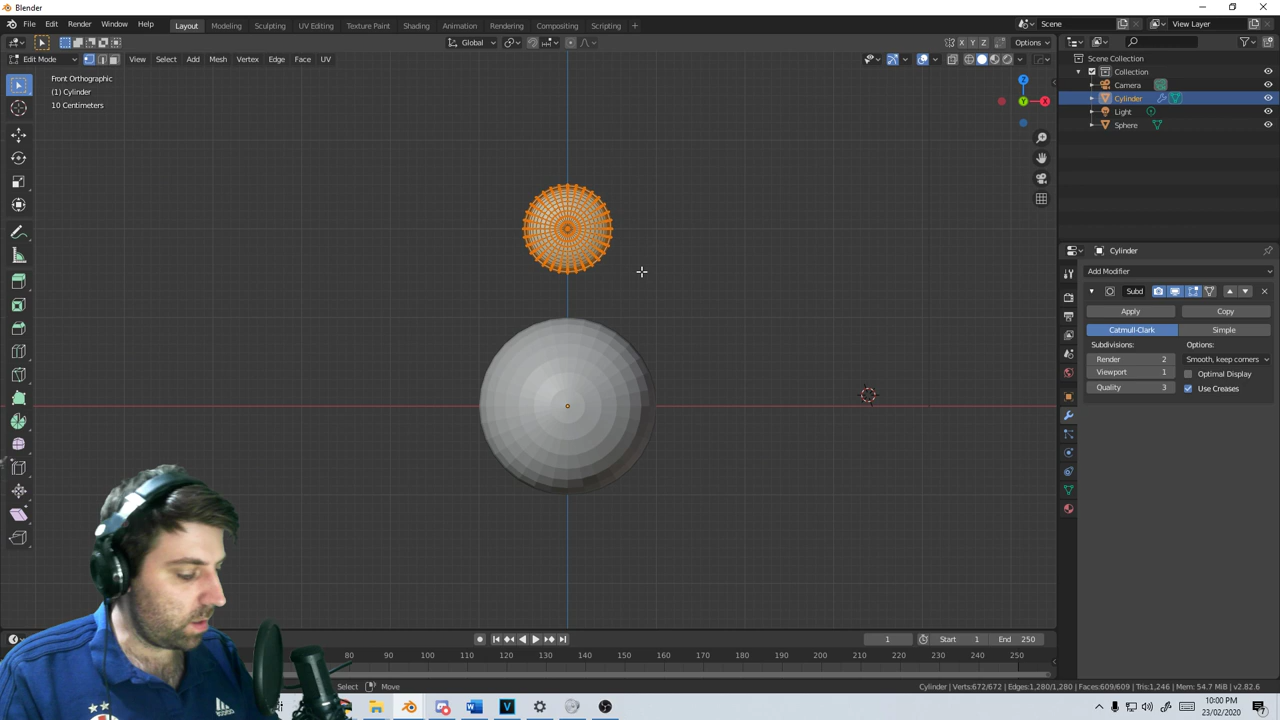 Blender
File Edit Render Window Help
Layout Modeling Sculpting UV Editing Texture Paint Shading Animation Rendering Compositing Scripting +
Scene View Layer
Global X Y Z Options
Edit Mode View Select Add Mesh Vertex Edge Face UV
Front Orthographic
(1) Cylinder
10 Centimeters
Z
Y X
Scene Collection
Collection
Camera
Cylinder
Light
Sphere
Cylinder
Add Modifier
Subd
Apply Copy
Catmull-Clark Simple
Subdivisions: Options:
Render 2 Smooth, keep corners
Viewport 1 Optimal Display
Quality 3 Use Creases
1 Start 1 End 250
80 90 100 110 120 130 140 150 160 170 180 190 200 210 220 230 240 250
Select Move Cylinder | Verts:672/672 | Edges:1,280/1,280 | Faces:609/609 | Tris:1,246 | Mem: 54.7 MiB | v2.82.6
10:00 PM
23/02/2020